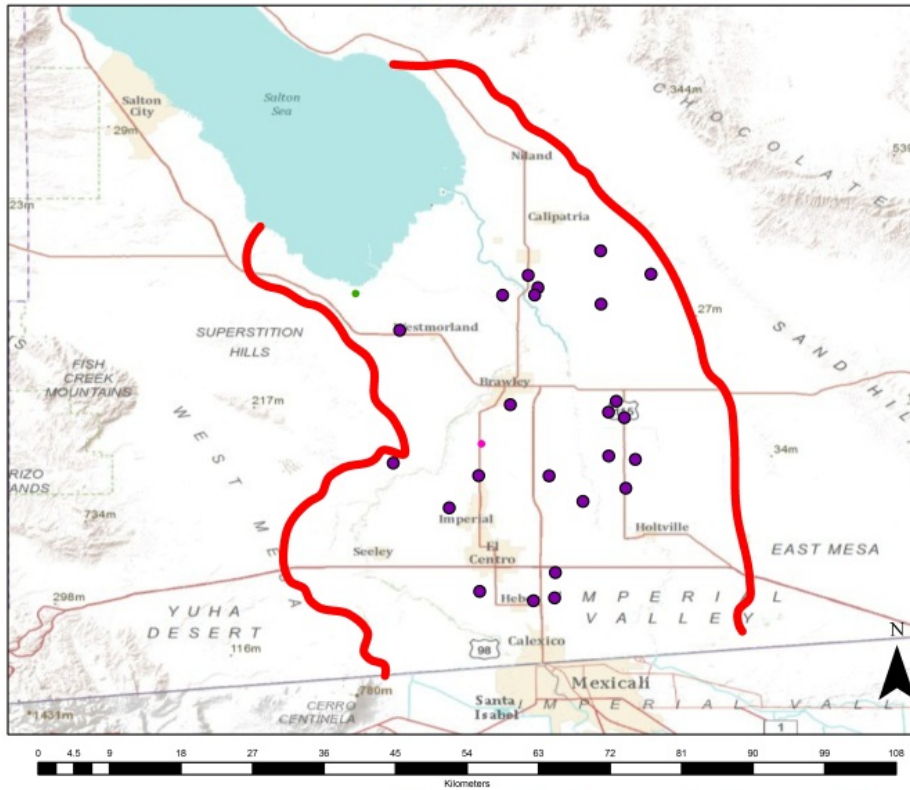 Salton
City
Salton
Sea
344m
29m
539
CHOCOLATE
Niland
23m
Calipatria
SUPERSTITION
HILLS
Westmorland
27m
SAND HIL
FISH
CREEK
MOUNTAINS
Brawley
217m
WEST MESA
115
34m
RIZO
ANDS
734m
Imperial
Holtville
Seeley
El
Centro
EAST MESA
298m
YUHA
DESERT
Heber
IMPERIAL
VALLEY
N
116m
98
Calexico
Mexicali
780m
CERRO
CENTINELA
Santa
Isabel
IMPERIAL VALL
1431m
1
0 4.5 9 18 27 36 45 54 63 72 81 90 99 108
Kilometers